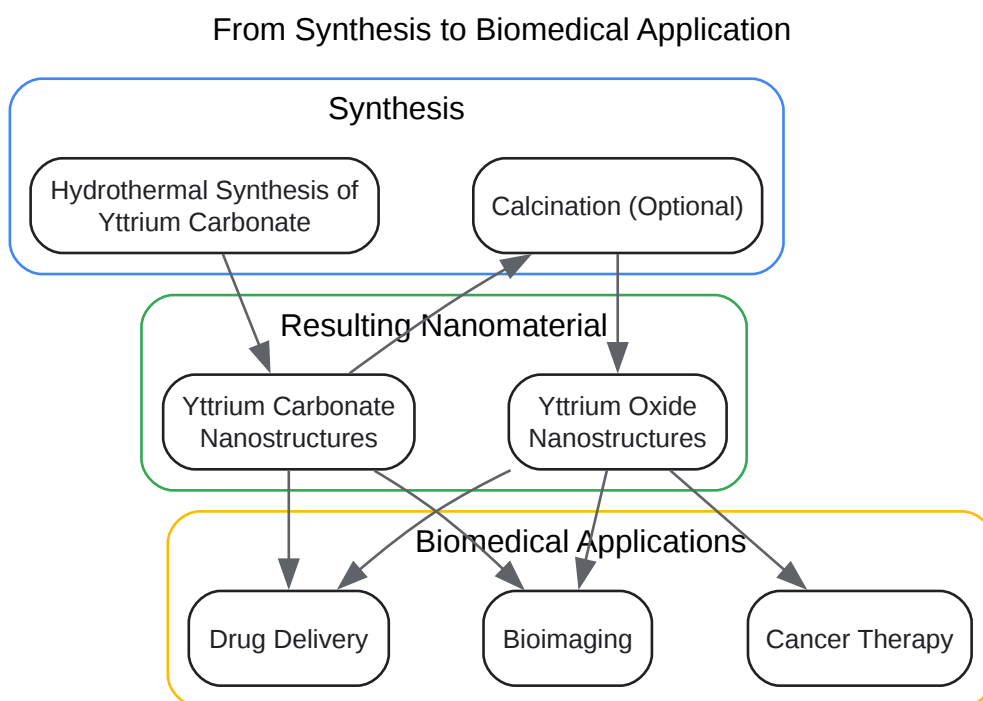 From Synthesis to Biomedical Application
Synthesis
Hydrothermal Synthesis of
Yttrium Carbonate
Calcination (Optional)
Resulting Nanomaterial
Yttrium Carbonate
Nanostructures
Yttrium Oxide
Nanostructures
Biomedical Applications
Drug Delivery
Bioimaging
Cancer Therapy